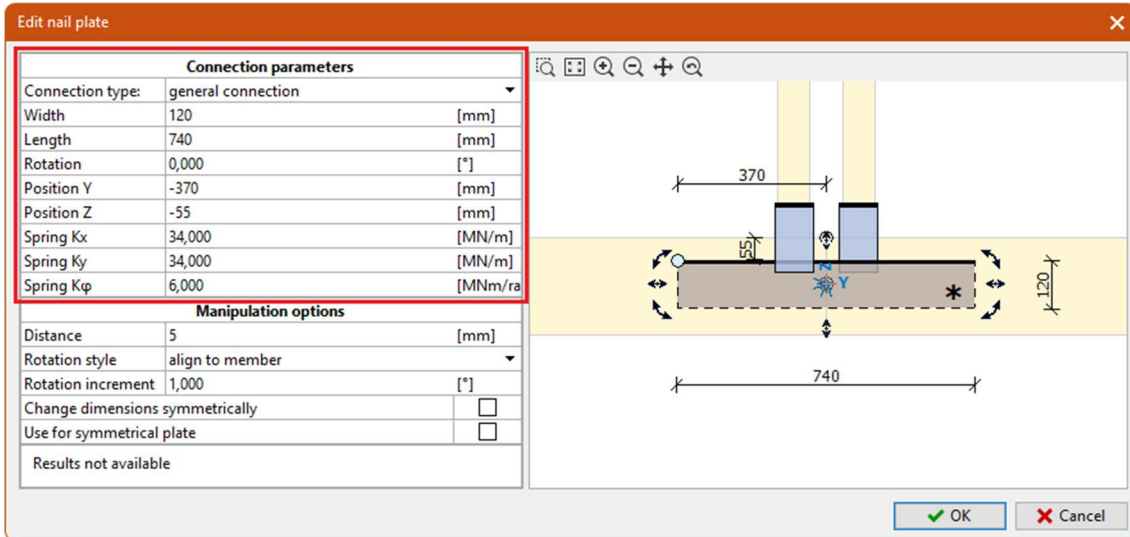 Edit nail plate
Connection parameters
Connection type: general connection
Width 120 [mm]
Length 740 [mm]
Rotation 0,000 [°]
Position Y -370 [mm]
Position Z -55 [mm]
Spring Kx 34,000 [MN/m]
Spring Ky 34,000 [MN/m]
Spring Kφ 6,000 [MNm/ra
Manipulation options
Distance 5 [mm]
Rotation style align to member
Rotation increment 1,000 [°]
Change dimensions symmetrically
Use for symmetrical plate
Results not available
370
55
Z
Y
*
120
740
OK Cancel